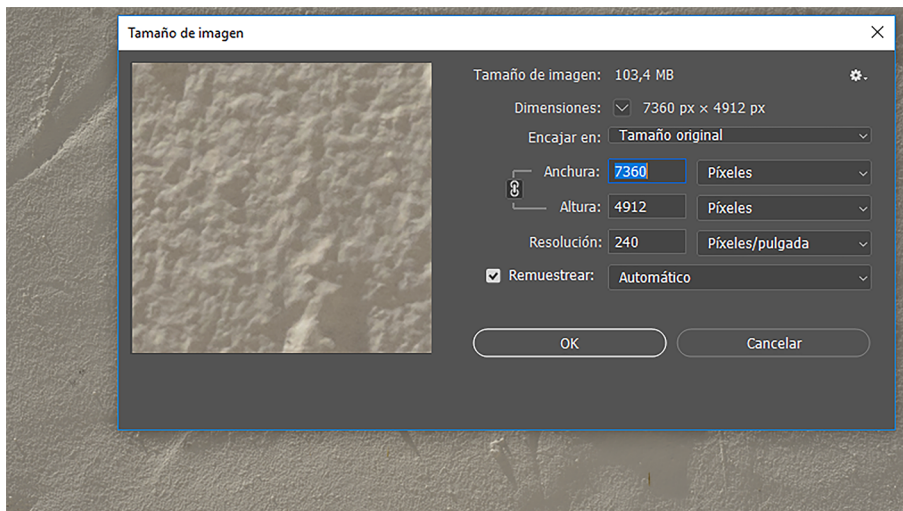 Tamaño de imagen
Tamaño de imagen: 103,4 MB
Dimensiones: 7360 px × 4912 px
Encajar en: Tamaño original
Anchura: 7360 Píxeles
Altura: 4912 Píxeles
Resolución: 240 Píxeles/pulgada
Remuestrear: Automático
OK Cancelar